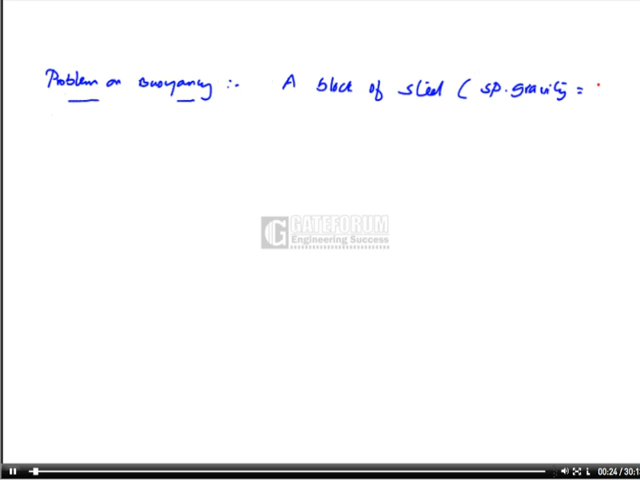 Problem on Buoyancy :- A block of steel ( sp. gravity =
GATEFORUM
Engineering Success
00:24 / 30:1